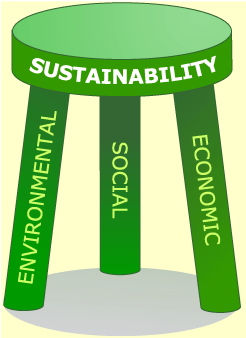 SUSTAINABILITY
ENVIRONMENTAL
SOCIAL
ECONOMIC